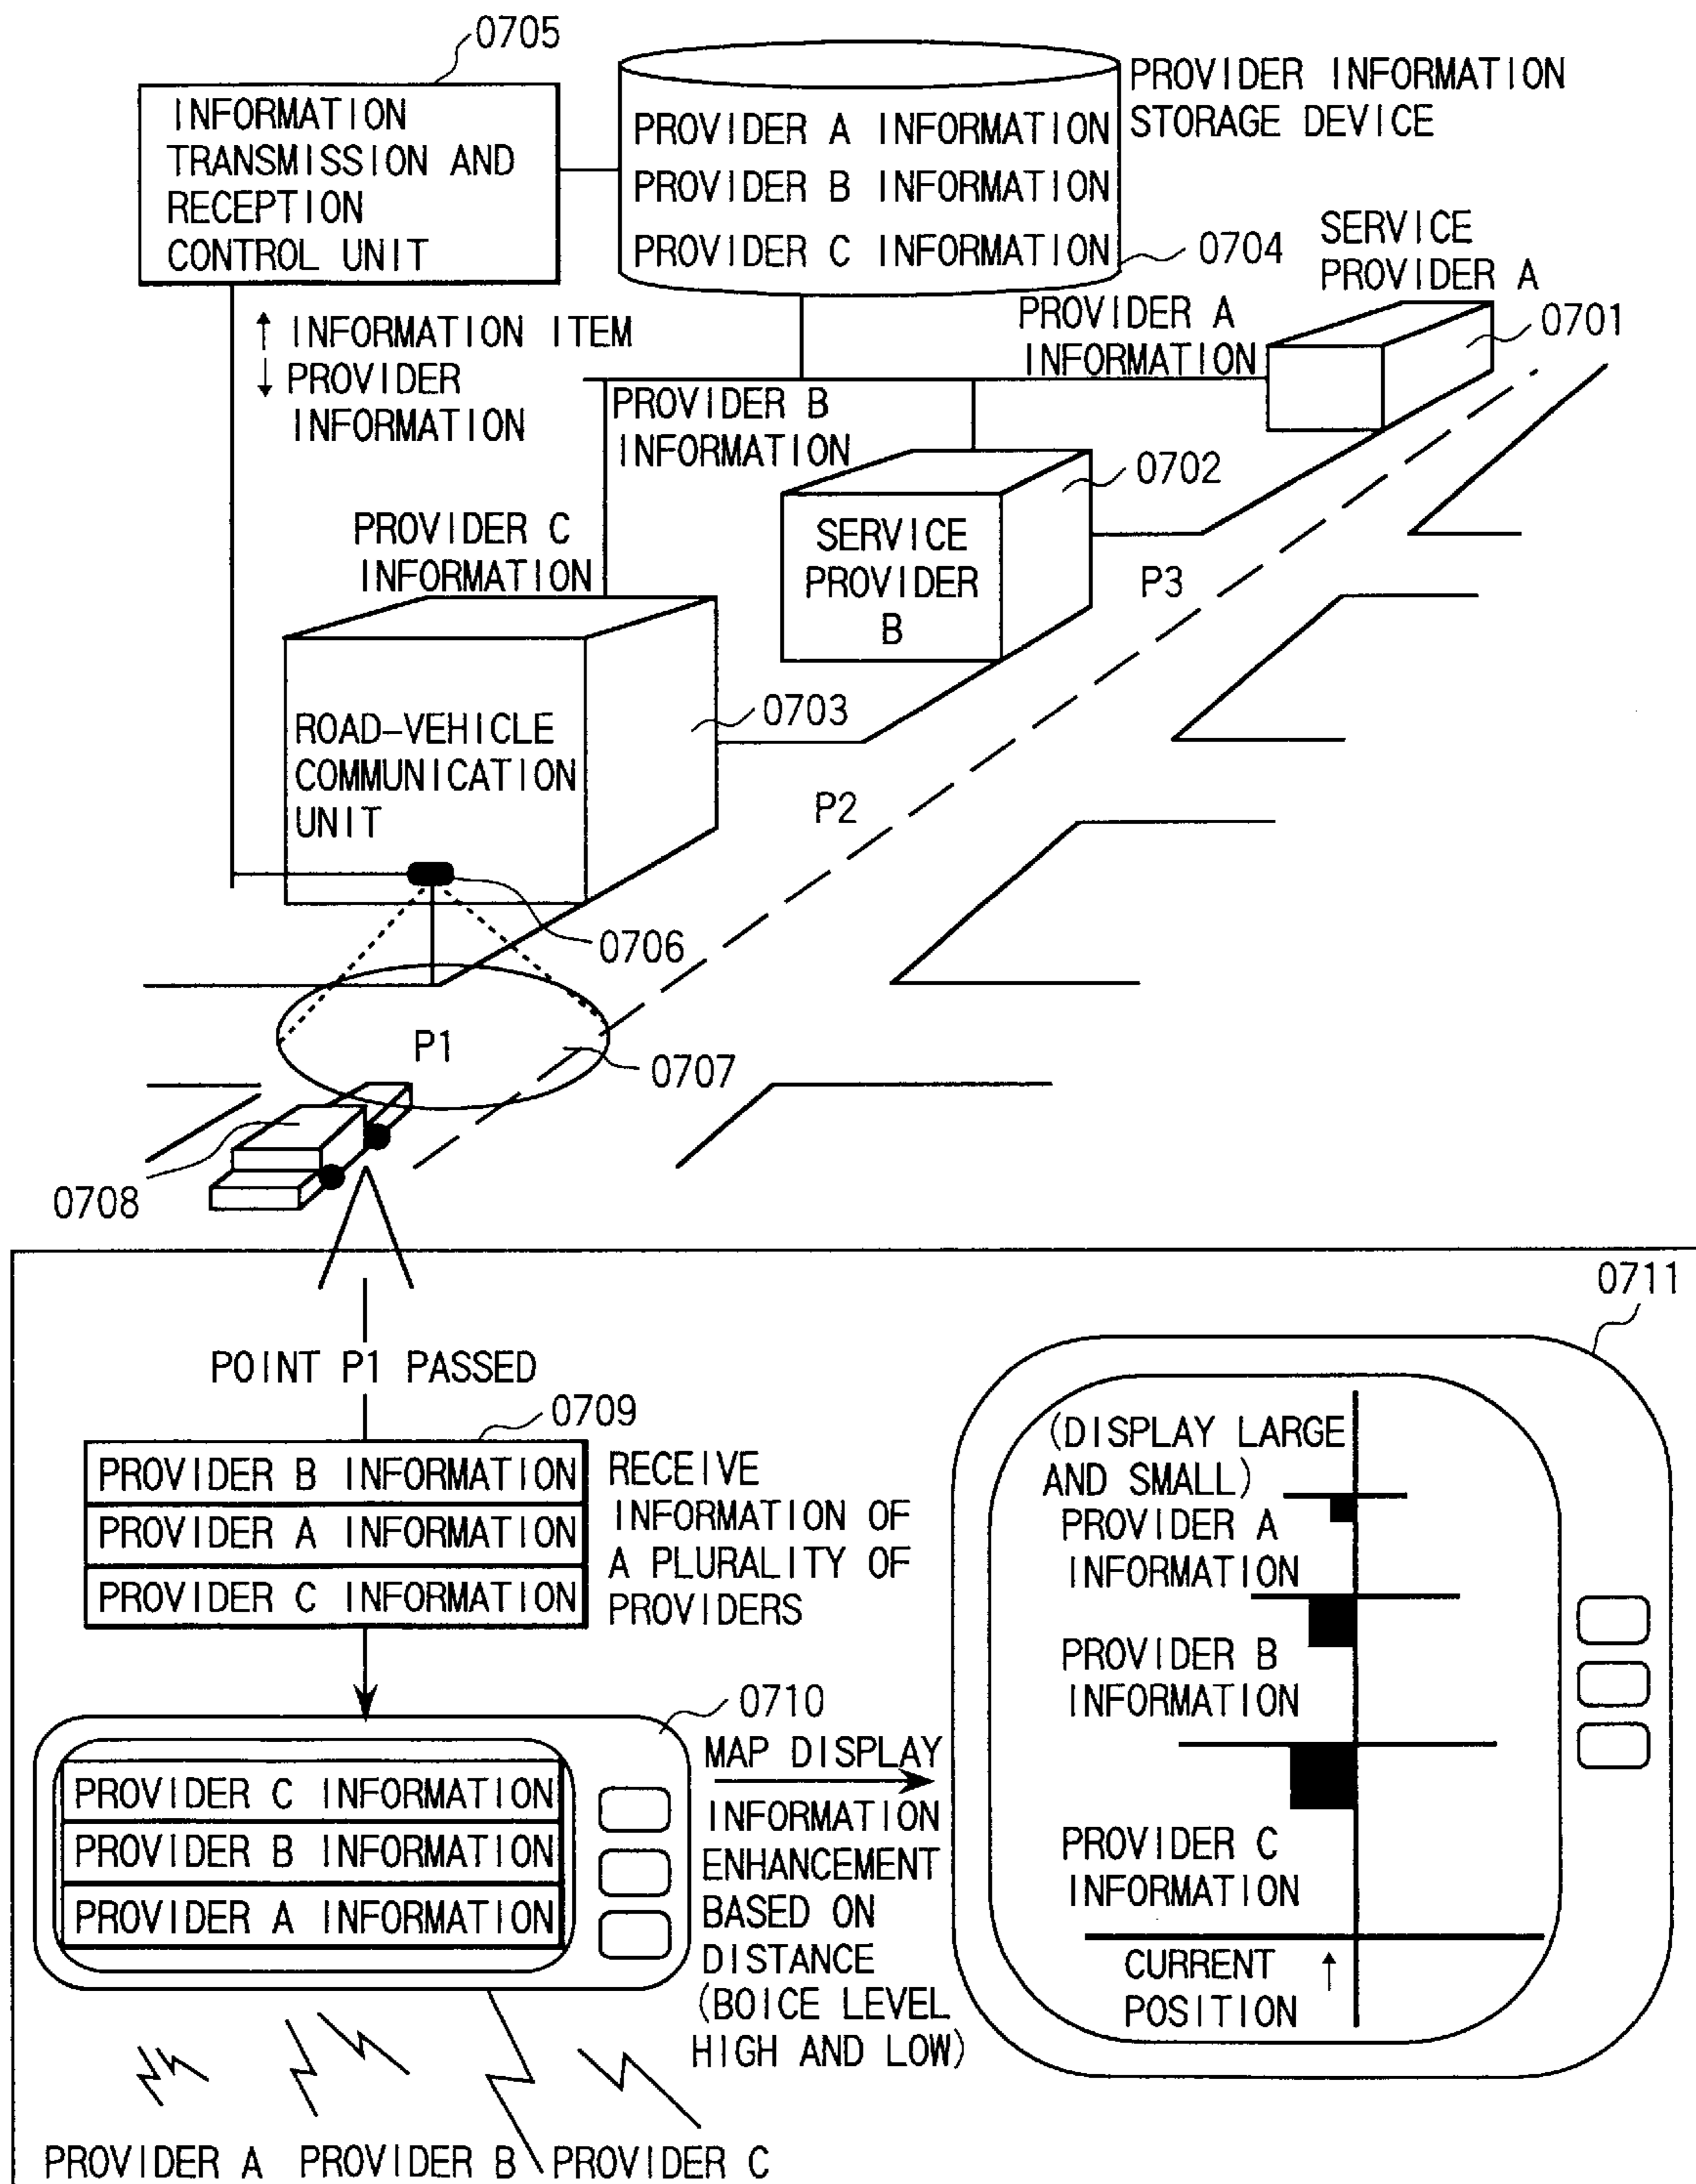 0705
INFORMATION
TRANSMISSION AND
RECEPTION
CONTROL UNIT
PROVIDER A INFORMATION
PROVIDER B INFORMATION
PROVIDER C INFORMATION
PROVIDER INFORMATION
STORAGE DEVICE
0704
SERVICE
PROVIDER A
0701
↑ INFORMATION ITEM
↓ PROVIDER
INFORMATION
PROVIDER A
INFORMATION
PROVIDER B
INFORMATION
0702
SERVICE
PROVIDER
B
PROVIDER C
INFORMATION
P3
0703
ROAD-VEHICLE
COMMUNICATION
UNIT
P2
0706
P1
0707
0708
0711
POINT P1 PASSED
0709
PROVIDER B INFORMATION
PROVIDER A INFORMATION
PROVIDER C INFORMATION
RECEIVE
INFORMATION OF
A PLURALITY OF
PROVIDERS
(DISPLAY LARGE
AND SMALL)
PROVIDER A
INFORMATION
PROVIDER B
INFORMATION
PROVIDER C
INFORMATION
CURRENT ↑
POSITION
0710
PROVIDER C INFORMATION
PROVIDER B INFORMATION
PROVIDER A INFORMATION
MAP DISPLAY
INFORMATION
ENHANCEMENT
BASED ON
DISTANCE
(BOICE LEVEL
HIGH AND LOW)
PROVIDER A PROVIDER B PROVIDER C